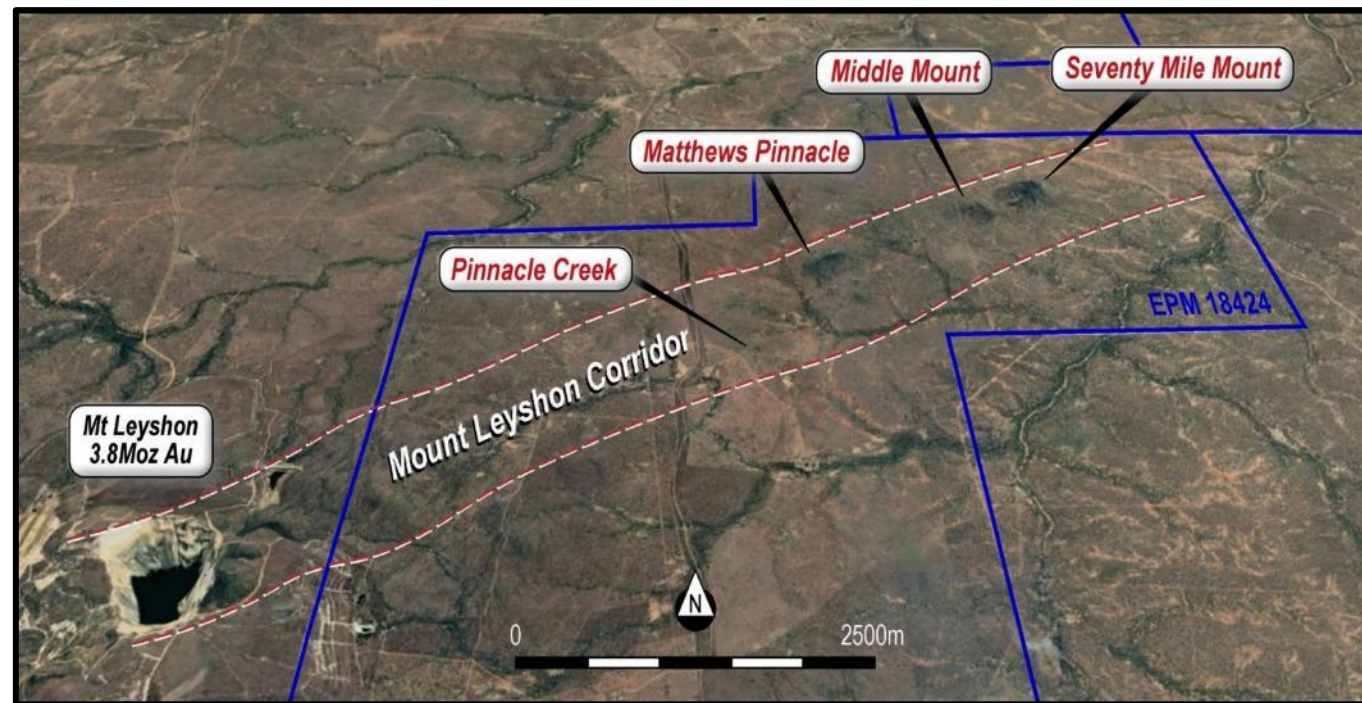 Middle Mount
Seventy Mile Mount
Matthews Pinnacle
Pinnacle Creek
EPM 18424
Mount Leyshon Corridor
Mt Leyshon
3.8Moz Au
N
0
2500m